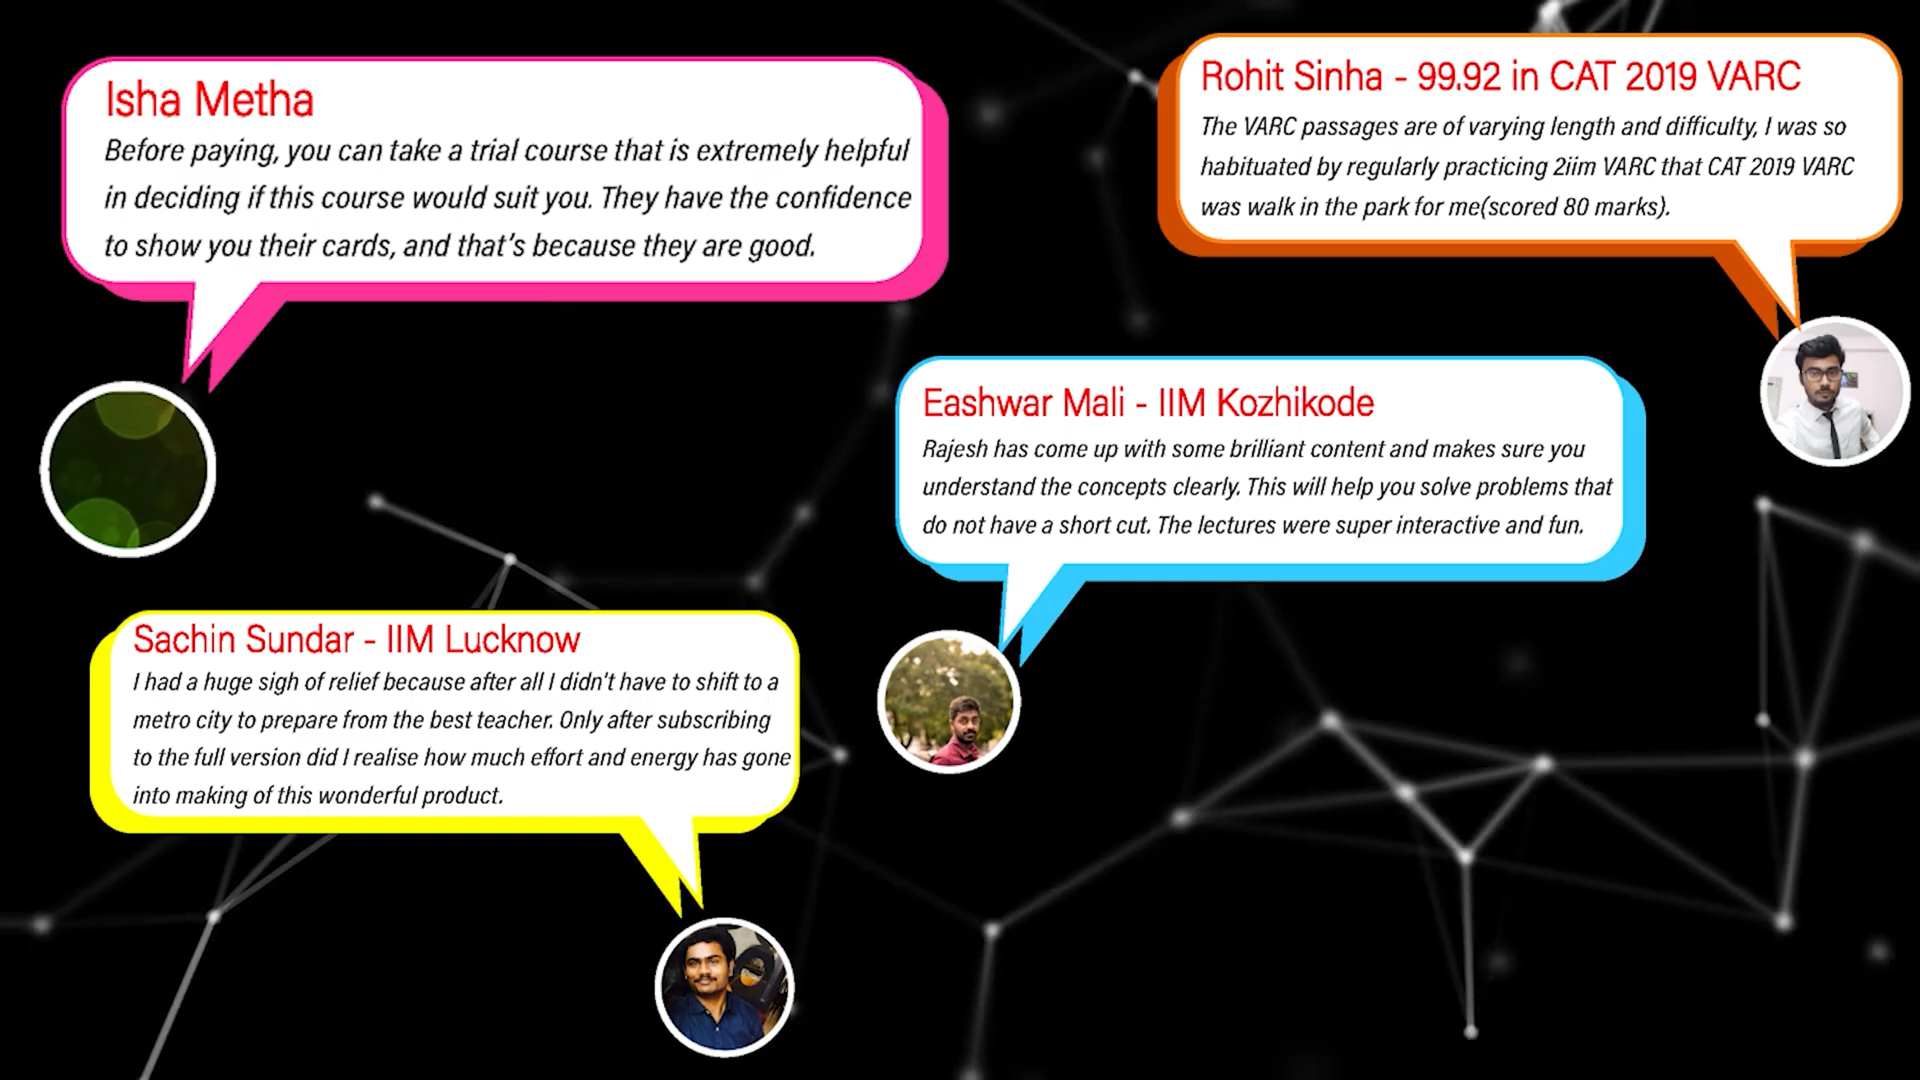 Isha Metha
Before paying, you can take a trial course that is extremely helpful
in deciding if this course would suit you. They have the confidence
to show you their cards, and that's because they are good.
Rohit Sinha - 99.92 in CAT 2019 VARC
The VARC passages are of varying length and difficulty, I was so
habituated by regularly practicing 2iim VARC that CAT 2019 VARC
was walk in the park for me(scored 80 marks).
Eashwar Mali - IIM Kozhikode
Rajesh has come up with some brilliant content and makes sure you
understand the concepts clearly. This will help you solve problems that
do not have a short cut. The lectures were super interactive and fun.
Sachin Sundar - IIM Lucknow
I had a huge sigh of relief because after all I didn't have to shift to a
metro city to prepare from the best teacher. Only after subscribing
to the full version did I realise how much effort and energy has gone
into making of this wonderful product.